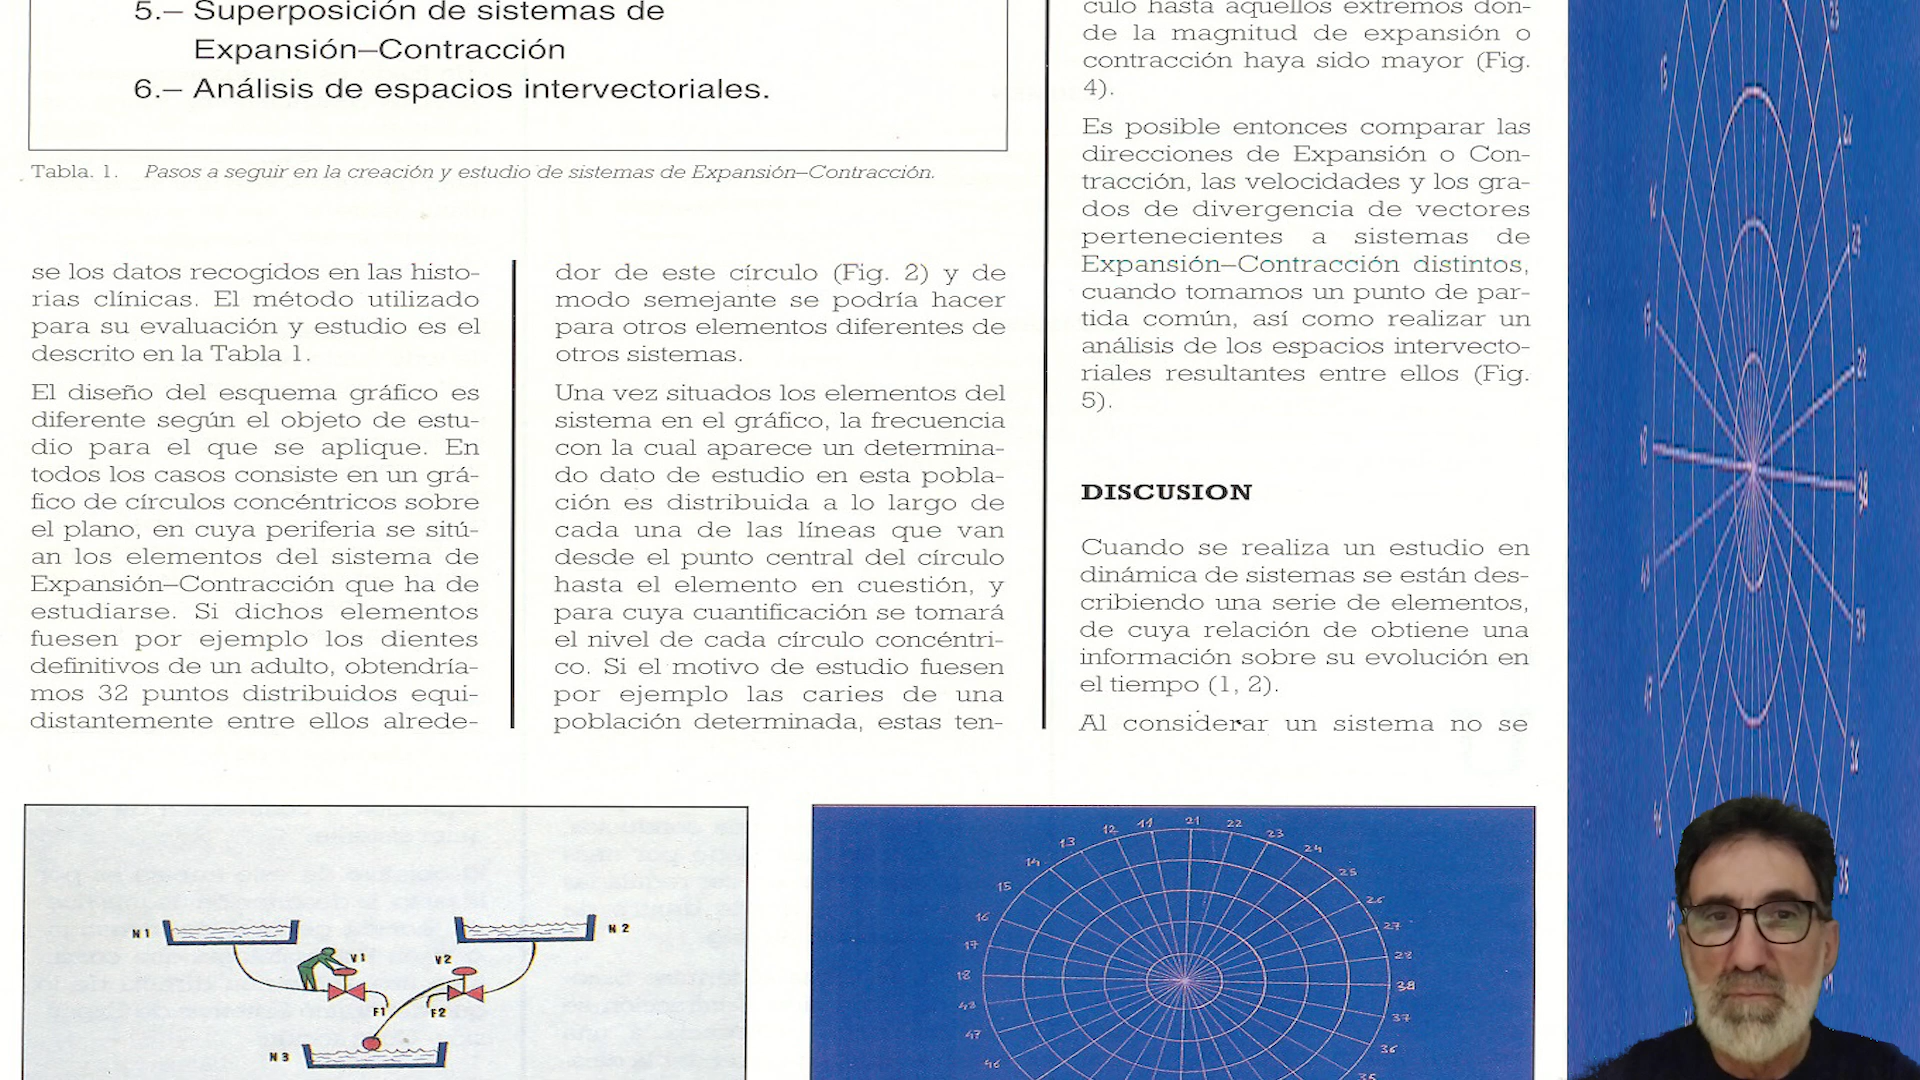 5.– Superposición de sistemas de
Expansión–Contracción
6.– Análisis de espacios intervectoriales.
Tabla. 1. Pasos a seguir en la creación y estudio de sistemas de Expansión–Contracción.
se los datos recogidos en las histo-
rias clínicas. El método utilizado
para su evaluación y estudio es el
descrito en la Tabla 1.
El diseño del esquema gráfico es
diferente según el objeto de estu-
dio para el que se aplique. En
todos los casos consiste en un grá-
fico de círculos concéntricos sobre
el plano, en cuya periferia se sitú-
an los elementos del sistema de
Expansión–Contracción que ha de
estudiarse. Si dichos elementos
fuesen por ejemplo los dientes
definitivos de un adulto, obtendría-
mos 32 puntos distribuidos equi-
distantemente entre ellos alrede-
dor de este círculo (Fig. 2) y de
modo semejante se podría hacer
para otros elementos diferentes de
otros sistemas.
Una vez situados los elementos del
sistema en el gráfico, la frecuencia
con la cual aparece un determina-
do dato de estudio en esta pobla-
ción es distribuida a lo largo de
cada una de las líneas que van
desde el punto central del círculo
hasta el elemento en cuestión, y
para cuya cuantificación se tomará
el nivel de cada círculo concéntri-
co. Si el motivo de estudio fuesen
por ejemplo las caries de una
población determinada, estas ten-
culo hasta aquellos extremos don-
de la magnitud de expansión o
contracción haya sido mayor (Fig.
4).
Es posible entonces comparar las
direcciones de Expansión o Con-
tracción, las velocidades y los gra-
dos de divergencia de vectores
pertenecientes a sistemas de
Expansión–Contracción distintos,
cuando tomamos un punto de par-
tida común, así como realizar un
análisis de los espacios intervecto-
riales resultantes entre ellos (Fig.
5).
DISCUSION
Cuando se realiza un estudio en
dinámica de sistemas se están des-
cribiendo una serie de elementos,
de cuya relación de obtiene una
información sobre su evolución en
el tiempo (1, 2).
Al considerar un sistema no se
N1
N2
V1
V2
F1
F2
N3
11
12
13
14
15
16
17
18
21
22
23
24
25
26
27
28
38
37
36
35
48
47
46